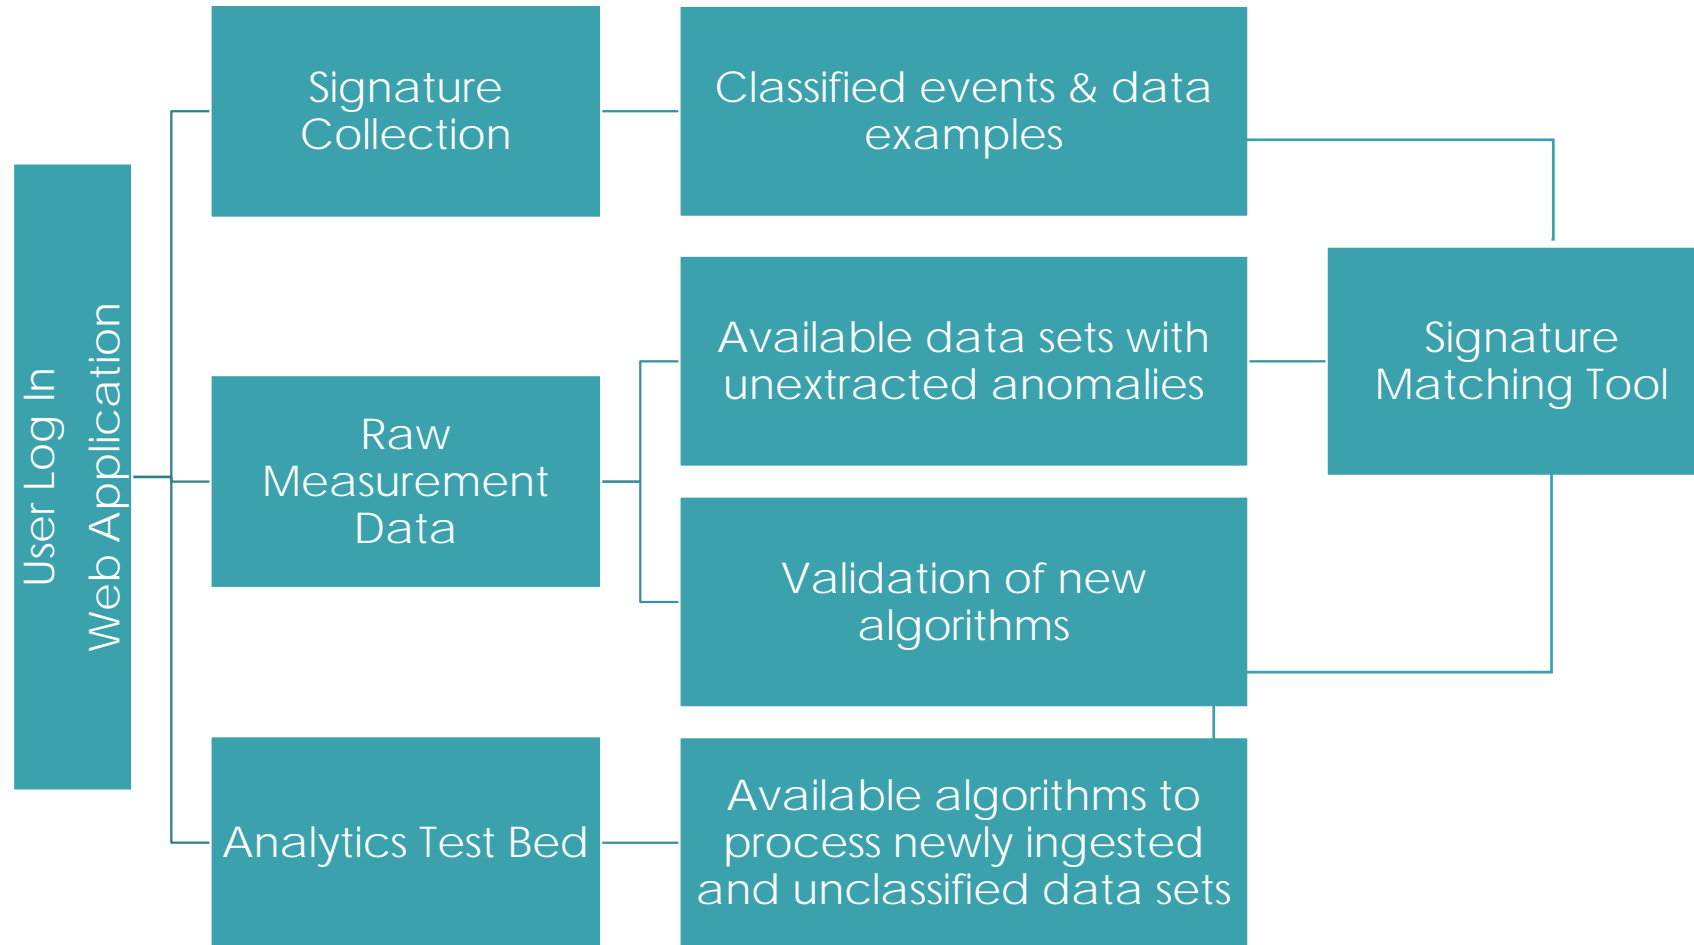 User Log In
Web Application
Signature
Collection
Classified events & data
examples
Raw
Measurement
Data
Available data sets with
unextracted anomalies
Validation of new
algorithms
Signature
Matching Tool
Analytics Test Bed
Available algorithms to
process newly ingested
and unclassified data sets